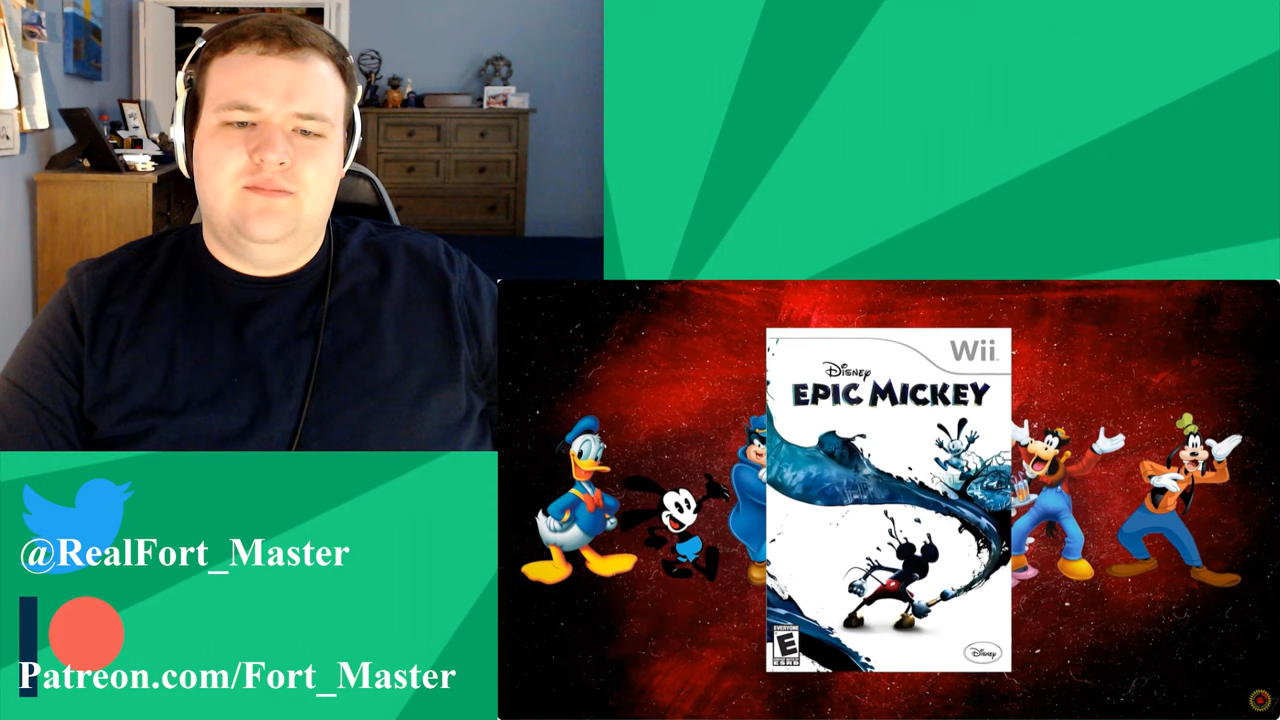 Wii
Disney
EPIC MICKEY
@RealFort_Master
Patreon.com/Fort_Master
EVERYONE
E
ESRB
Disney